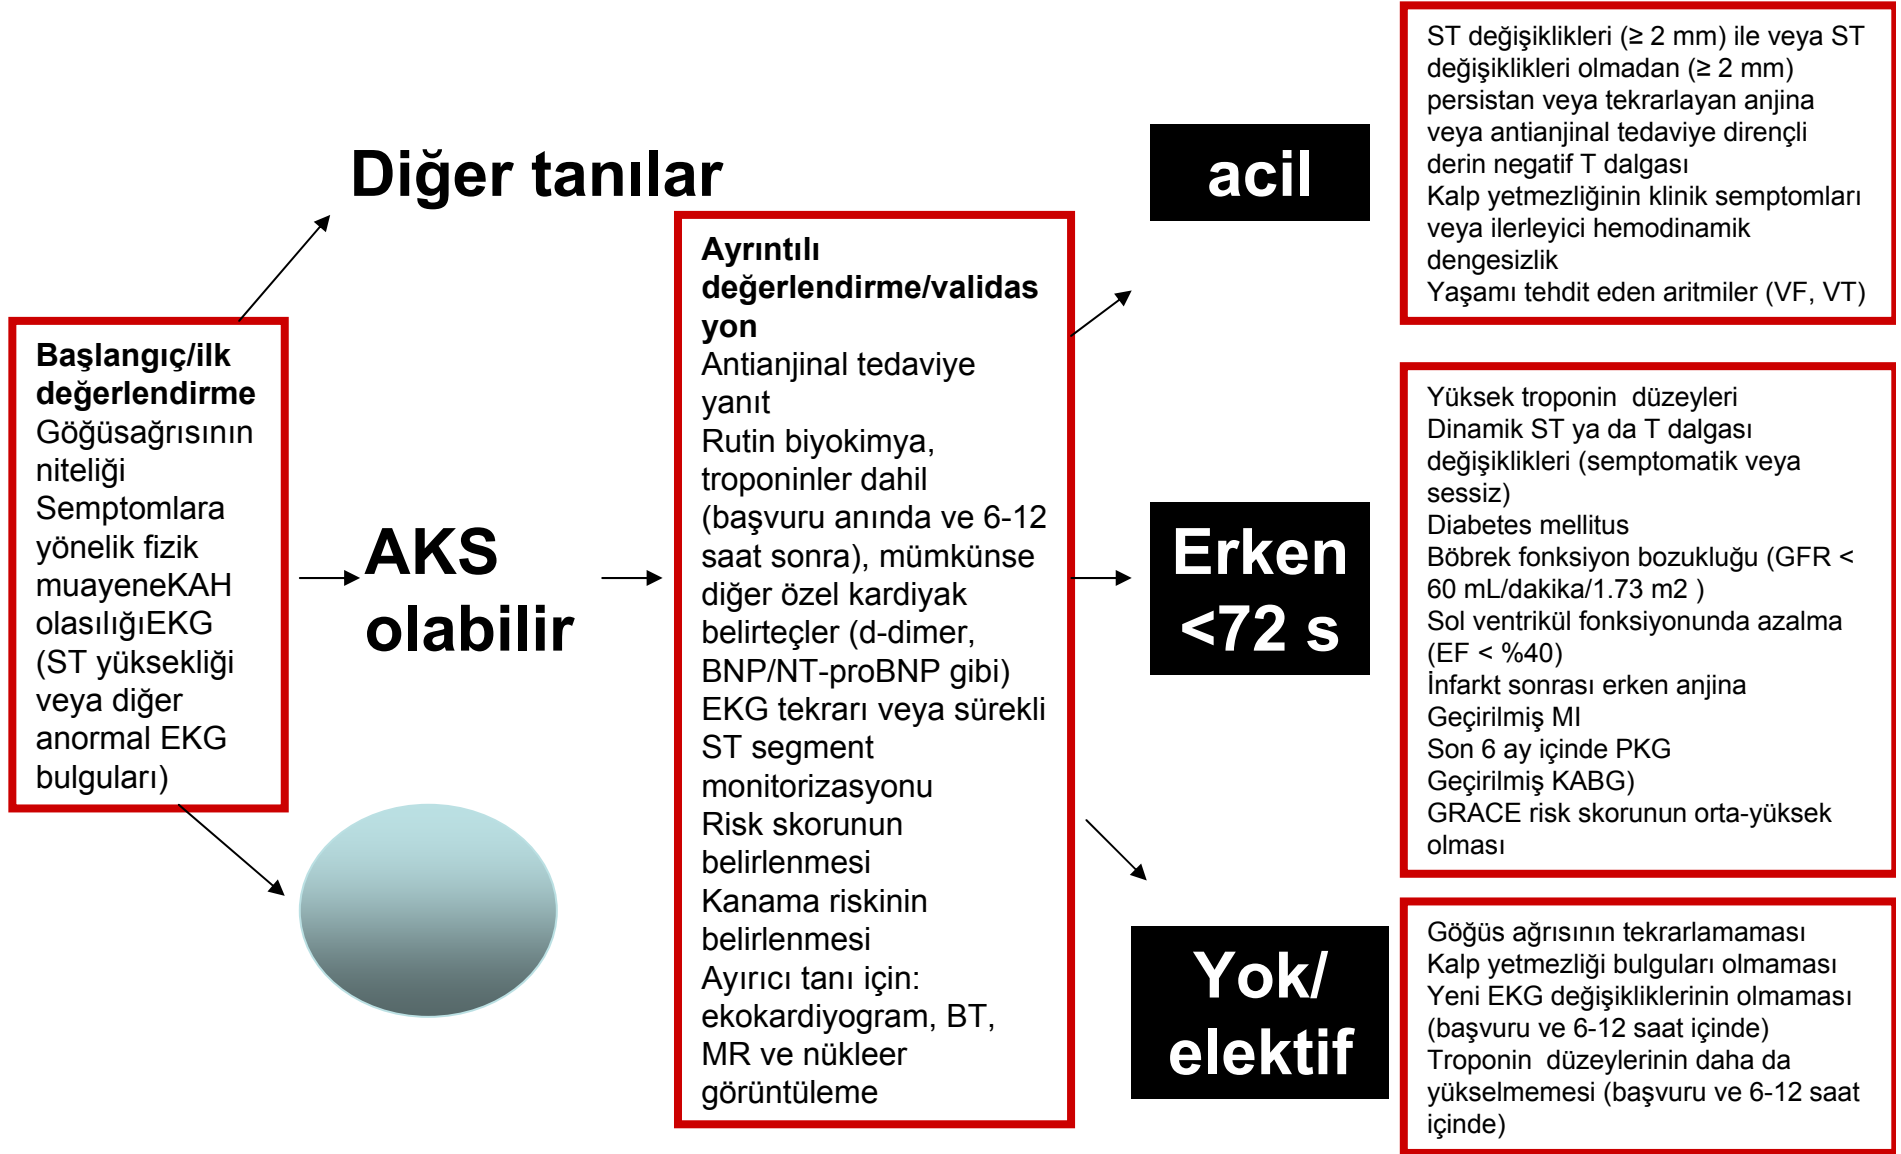 Diğer tanılar
Başlangıç/ilk
değerlendirme
Göğüsağrısının
niteliği
Semptomlara
yönelik fizik
muayeneKAH
olasılığıEKG
(ST yüksekliği
veya diğer
anormal EKG
bulguları)
AKS
olabilir
Ayrıntılı
değerlendirme/validas
yon
Antianjinal tedaviye
yanıt
Rutin biyokimya,
troponinler dahil
(başvuru anında ve 6-12
saat sonra), mümkünse
diğer özel kardiyak
belirteçler (d-dimer,
BNP/NT-proBNP gibi)
EKG tekrarı veya sürekli
ST segment
monitorizasyonu
Risk skorunun
belirlenmesi
Kanama riskinin
belirlenmesi
Ayırıcı tanı için:
ekokardiyogram, BT,
MR ve nükleer
görüntüleme
acil
ST değişiklikleri (≥ 2 mm) ile veya ST
değişiklikleri olmadan (≥ 2 mm)
persistan veya tekrarlayan anjina
veya antianjinal tedaviye dirençli
derin negatif T dalgası
Kalp yetmezliğinin klinik semptomları
veya ilerleyici hemodinamik
dengesizlik
Yaşamı tehdit eden aritmiler (VF, VT)
Erken
<72 s
Yüksek troponin  düzeyleri
Dinamik ST ya da T dalgası
değişiklikleri (semptomatik veya
sessiz)
Diabetes mellitus
Böbrek fonksiyon bozukluğu (GFR <
60 mL/dakika/1.73 m2 )
Sol ventrikül fonksiyonunda azalma
(EF < %40)
İnfarkt sonrası erken anjina
Geçirilmiş MI
Son 6 ay içinde PKG
Geçirilmiş KABG)
GRACE risk skorunun orta-yüksek
olması
Yok/
elektif
Göğüs ağrısının tekrarlamaması
Kalp yetmezliği bulguları olmaması
Yeni EKG değişikliklerinin olmaması
(başvuru ve 6-12 saat içinde)
Troponin  düzeylerinin daha da
yükselmemesi (başvuru ve 6-12 saat
içinde)